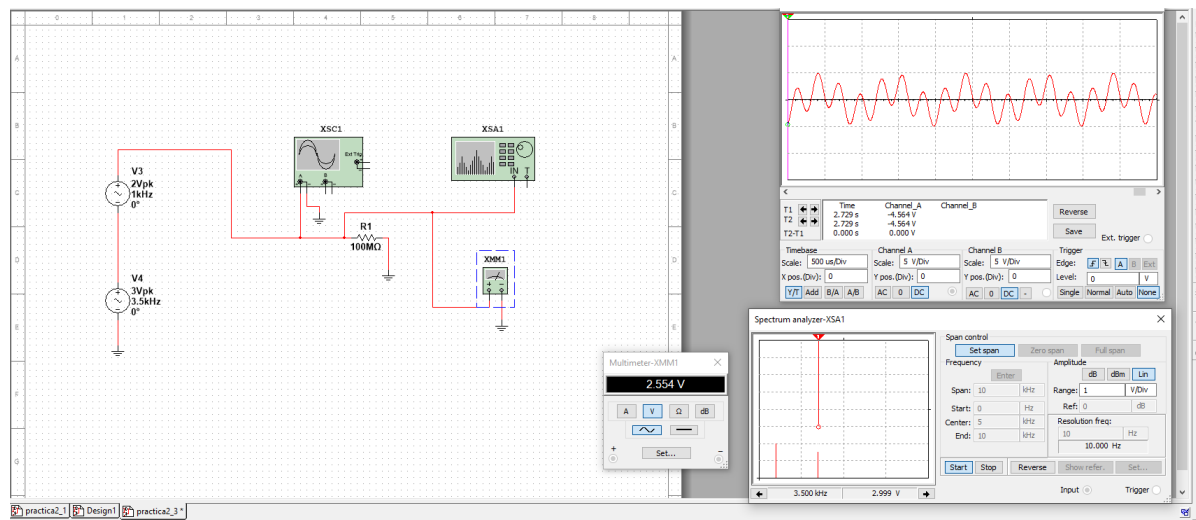 0 1 2 3 4 5 6 7 8
A A
B B
C C
D D
E E
F F
G G
V3
2Vpk
1kHz
0°
V4
3Vpk
3.5kHz
0°
XSC1
Ext Trig
A B
XSA1
IN T
R1
100MΩ
XMM1
Multimeter-XMM1
2.554 V
A V Ω dB
+ Set... -
Time Channel_A Channel_B
T1 2.729 s -4.564 V
T2 2.729 s -4.564 V
T2-T1 0.000 s 0.000 V
Reverse
Save
Ext. trigger
Timebase
Scale: 500 us/Div
X pos.(Div): 0
Y/T Add B/A A/B
Channel A
Scale: 5 V/Div
Y pos.(Div): 0
AC 0 DC
Channel B
Scale: 5 V/Div
Y pos.(Div): 0
AC 0 DC -
Trigger
Edge: A B Ext
Level: 0 V
Single Normal Auto None
Spectrum analyzer-XSA1
Span control
Set span Zero span Full span
Frequency
Enter
Span: 10 kHz
Start: 0 Hz
Center: 5 kHz
End: 10 kHz
Amplitude
dB dBm Lin
Range: 1 V/Div
Ref: 0 dB
Resolution freq:
10 Hz
10.000 Hz
Start Stop Reverse Show refer. Set...
3.500 kHz 2.999 V
Input Trigger
practica2_1 Design1 practica2_3 *